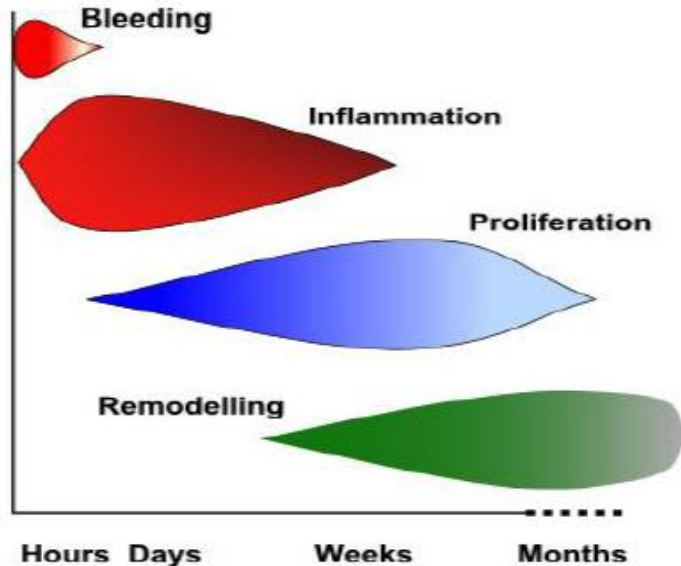 Bleeding
Inflammation
Proliferation
Remodelling
Hours Days Weeks Months